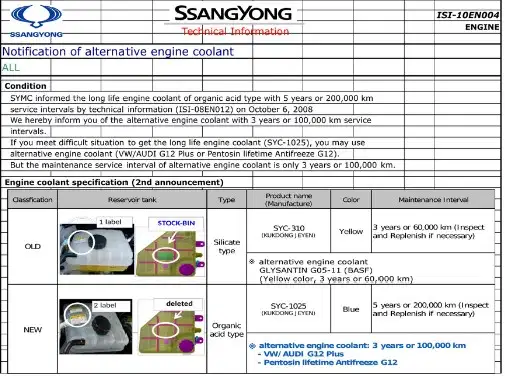 SSANGYONG
SSANGYONG
Technical Information
ISI-10EN004
ENGINE
Notification of alternative engine coolant
ALL
Condition
SYMC informed the long life engine coolant of organic acid type with 5 years or 200,000 km
service intervals by technical information (ISI-08EN012) on October 6, 2008
We hereby inform you of the alternative engine coolant with 3 years or 100,000 km service
intervals.
If you meet difficult situation to get the long life engine coolant (SYC-1025), you may use
alternative engine coolant (VW/AUDI G12 Plus or Pentosin lifetime Antifreeze G12).
But the maintenance service interval of alternative engine coolant is only 3 years or 100,000 km.
Engine coolant specification (2nd announcement)
Classfication
Reservoir tank
Type
Product name
(Manufacture)
Color
Maintenance Interval
OLD
1 label
STOCK-BIN
Silicate
type
SYC-310
(KUKDONG JEYEN)
Yellow
3 years or 60,000 km (Inspect
and Replenish if necessary)
※ alternative engine coolant
GLYSANTIN G05-11 (BASF)
(Yellow color, 3 years or 60,000 km)
NEW
2 label
deleted
Organic
acid type
SYC-1025
(KUKDONG JEYEN)
Blue
5 years or 200,000 km (Inspect
and Replenish if necessary)
※ alternative engine coolant: 3 years or 100,000 km
- VW/ AUDI G12 Plus
- Pentosin lifetime Antifreeze G12